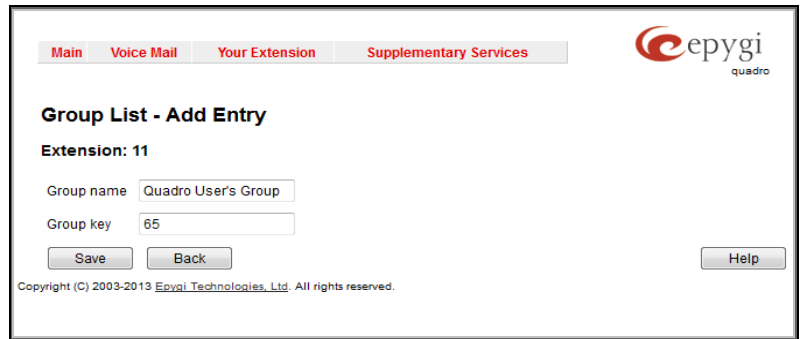 epygi
quadro
Main Voice Mail Your Extension Supplementary Services
Group List - Add Entry
Extension: 11
Group name Quadro User's Group
Group key 65
Save Back Help
Copyright (C) 2003-2013 Epygi Technologies, Ltd. All rights reserved.